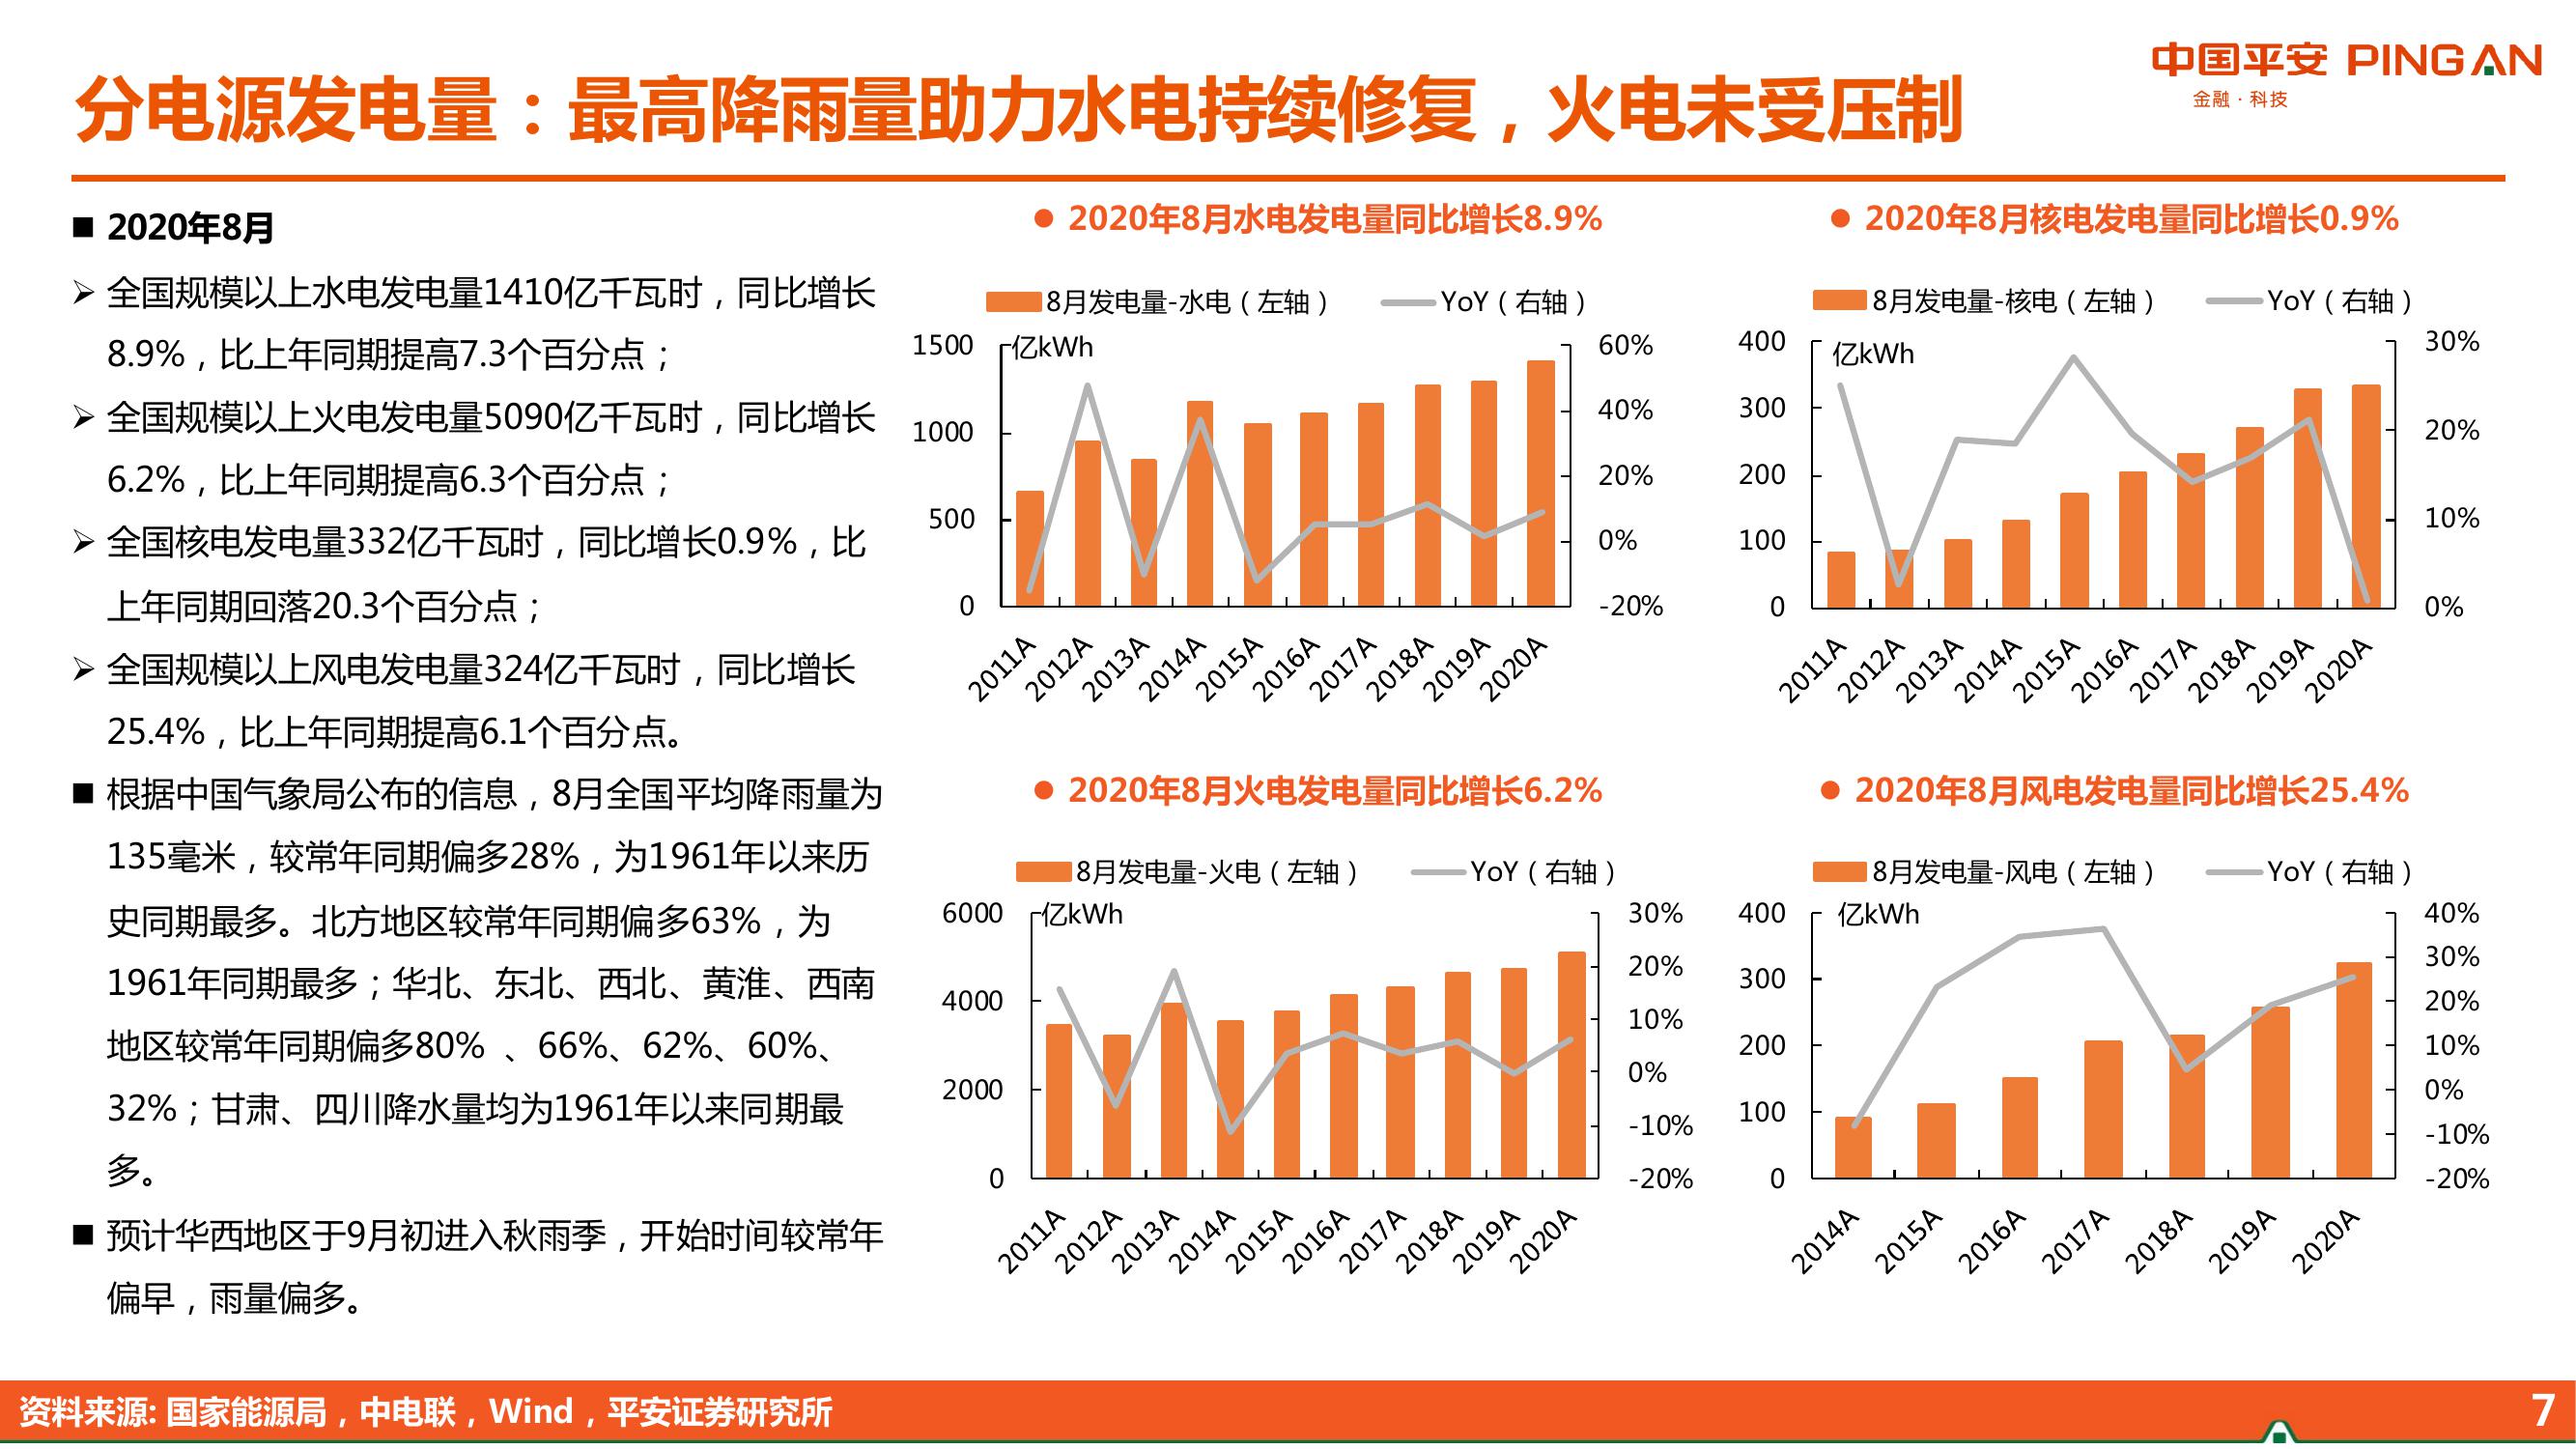 中国平安 PINGAN
金融·科技
分电源发电量：最高降雨量助力水电持续修复，火电未受压制
■ 2020年8月
➢ 全国规模以上水电发电量1410亿千瓦时，同比增长
8.9%，比上年同期提高7.3个百分点；
➢ 全国规模以上火电发电量5090亿千瓦时，同比增长
6.2%，比上年同期提高6.3个百分点；
➢ 全国核电发电量332亿千瓦时，同比增长0.9%，比
上年同期回落20.3个百分点；
➢ 全国规模以上风电发电量324亿千瓦时，同比增长
25.4%，比上年同期提高6.1个百分点。
■ 根据中国气象局公布的信息，8月全国平均降雨量为
135毫米，较常年同期偏多28%，为1961年以来历
史同期最多。北方地区较常年同期偏多63%，为
1961年同期最多；华北、东北、西北、黄淮、西南
地区较常年同期偏多80% 、66%、62%、60%、
32%；甘肃、四川降水量均为1961年以来同期最
多。
■ 预计华西地区于9月初进入秋雨季，开始时间较常年
偏早，雨量偏多。
● 2020年8月水电发电量同比增长8.9%
8月发电量-水电（左轴） YoY（右轴）
亿kWh
1500
1000
500
0
60%
40%
20%
0%
-20%
2011A 2012A 2013A 2014A 2015A 2016A 2017A 2018A 2019A 2020A
● 2020年8月核电发电量同比增长0.9%
8月发电量-核电（左轴） YoY（右轴）
亿kWh
400
300
200
100
0
30%
20%
10%
0%
2011A 2012A 2013A 2014A 2015A 2016A 2017A 2018A 2019A 2020A
● 2020年8月火电发电量同比增长6.2%
8月发电量-火电（左轴） YoY（右轴）
亿kWh
6000
4000
2000
0
30%
20%
10%
0%
-10%
-20%
2011A 2012A 2013A 2014A 2015A 2016A 2017A 2018A 2019A 2020A
● 2020年8月风电发电量同比增长25.4%
8月发电量-风电（左轴） YoY（右轴）
亿kWh
400
300
200
100
0
40%
30%
20%
10%
0%
-10%
-20%
2014A 2015A 2016A 2017A 2018A 2019A 2020A
资料来源: 国家能源局，中电联，Wind，平安证券研究所
7